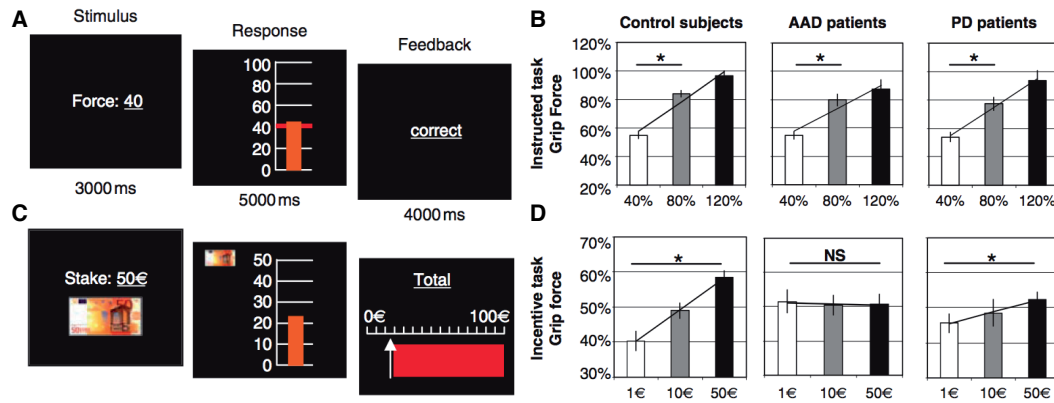 A
Stimulus
Force: 40
3000 ms
Response
100
80
60
40
20
0
5000 ms
Feedback
correct
4000 ms
B
Control subjects
AAD patients
PD patients
Instructed task
Grip Force
120%
100%
80%
60%
40%
20%
*
*
*
40% 80% 120%
40% 80% 120%
40% 80% 120%
C
Stake: 50€
50
40
30
20
10
0
Total
0€ 100€
D
Incentive task
Grip force
70%
60%
50%
40%
30%
*
NS
*
1€ 10€ 50€
1€ 10€ 50€
1€ 10€ 50€